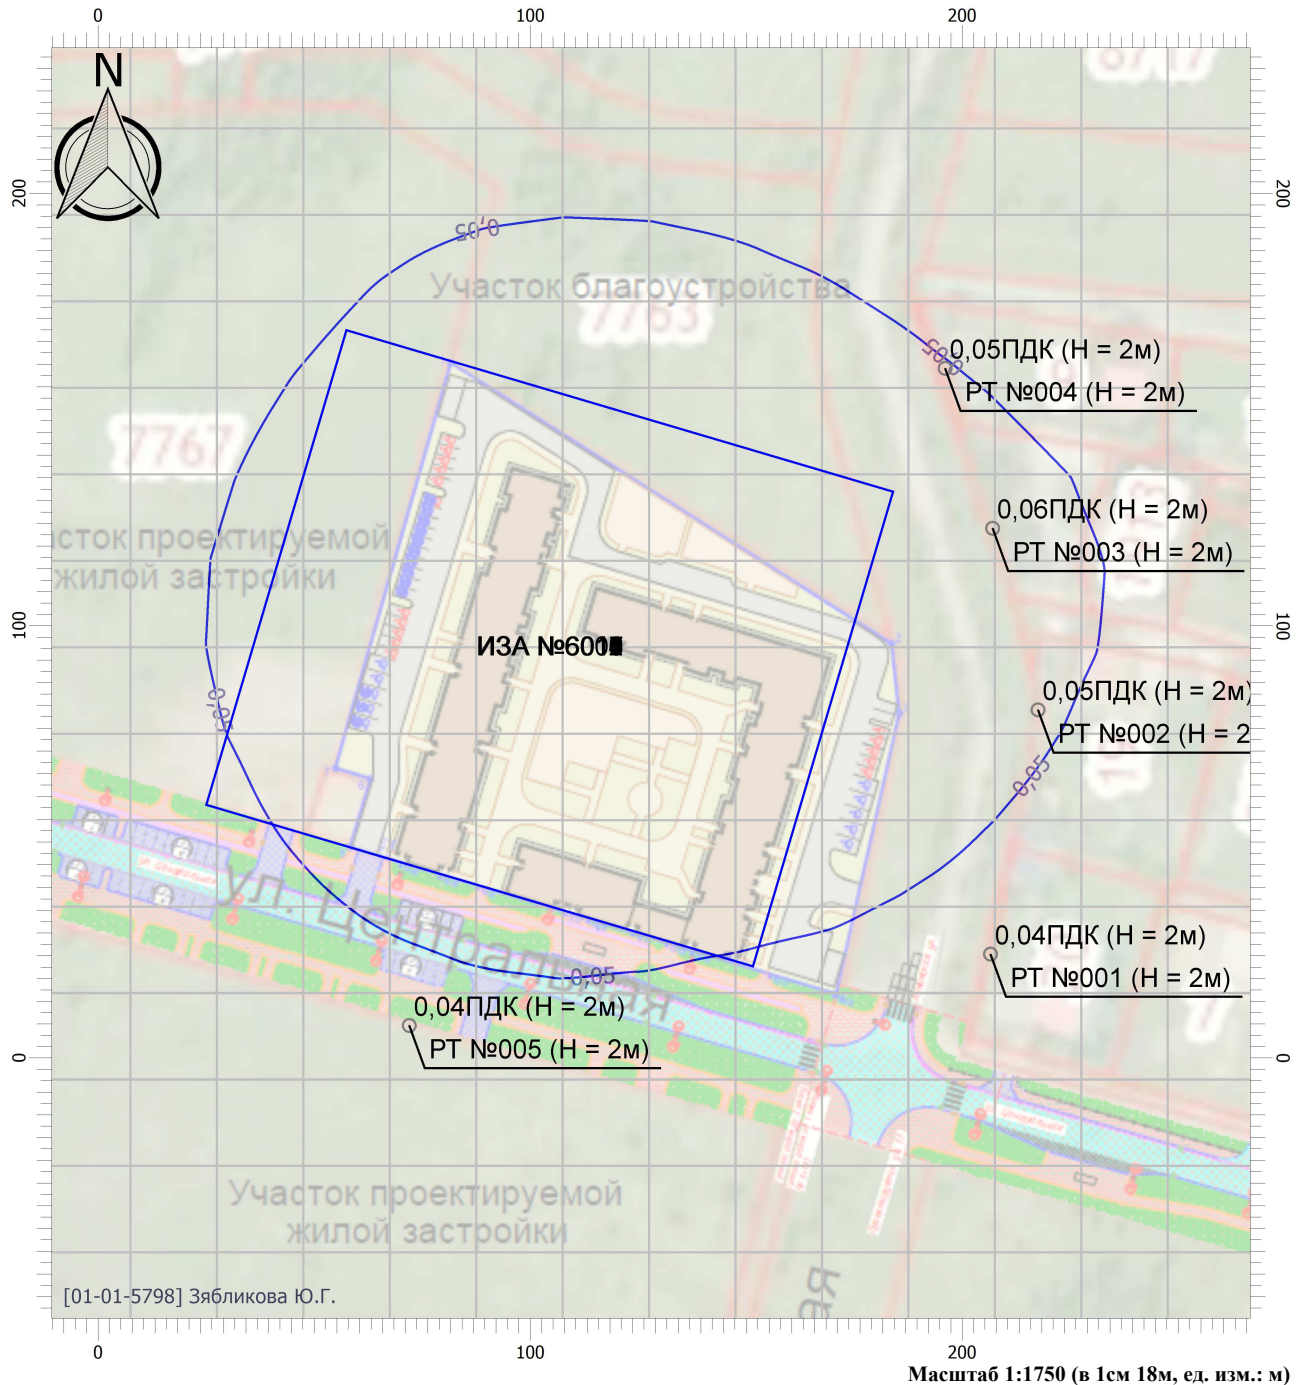 0 100 200
N
200 200
0,05
Участок благоустройства
7763
0,05
0,05ПДК (Н = 2м)
РТ №004 (Н = 2м)
7767
0,06ПДК (Н = 2м)
РТ №003 (Н = 2м)
сток проектируемой
жилой застройки
100 100
ИЗА №6001
0,05
0,05ПДК (Н = 2м)
РТ №002 (Н = 2
0,05
ул. Центральная
0,04ПДК (Н = 2м)
РТ №001 (Н = 2м)
0,05
0,04ПДК (Н = 2м)
РТ №005 (Н = 2м)
0 0
Участок проектируемой
жилой застройки
ая
[01-01-5798] Зябликова Ю.Г.
0 100 200
Масштаб 1:1750 (в 1см 18м, ед. изм.: м)